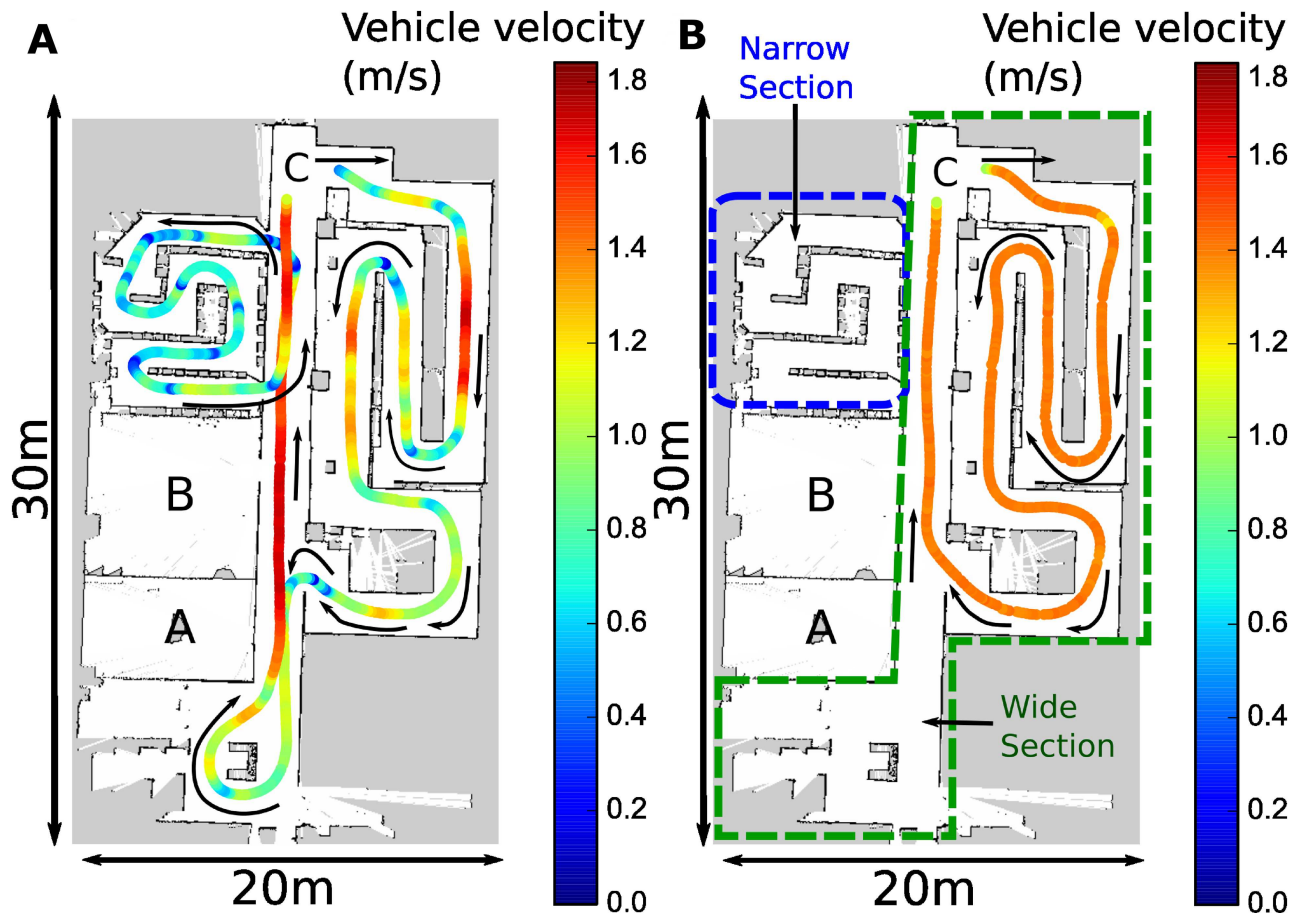 A
Vehicle velocity
(m/s)
1.8
1.6
1.4
1.2
1.0
0.8
0.6
0.4
0.2
0.0
C
B
A
30m
20m
B
Vehicle velocity
(m/s)
Narrow
Section
1.8
1.6
1.4
1.2
1.0
0.8
0.6
0.4
0.2
0.0
C
B
A
Wide
Section
30m
20m